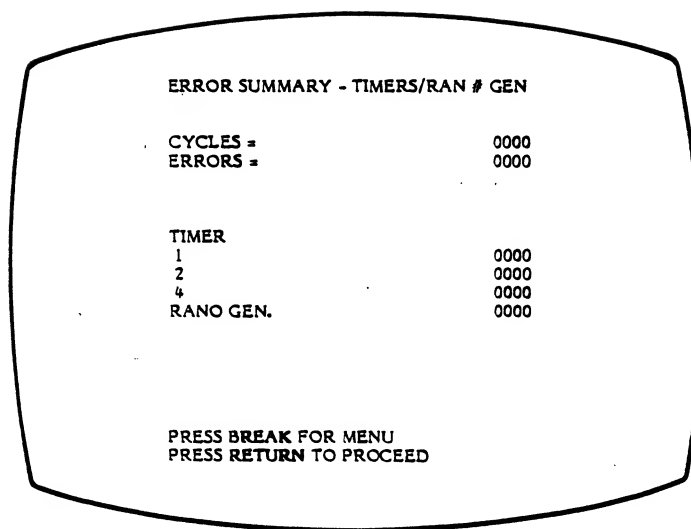 ERROR SUMMARY - TIMERS/RAN # GEN
CYCLES = 0000
ERRORS = 0000
TIMER
1 0000
2 0000
4 0000
RANO GEN. 0000
PRESS BREAK FOR MENU
PRESS RETURN TO PROCEED